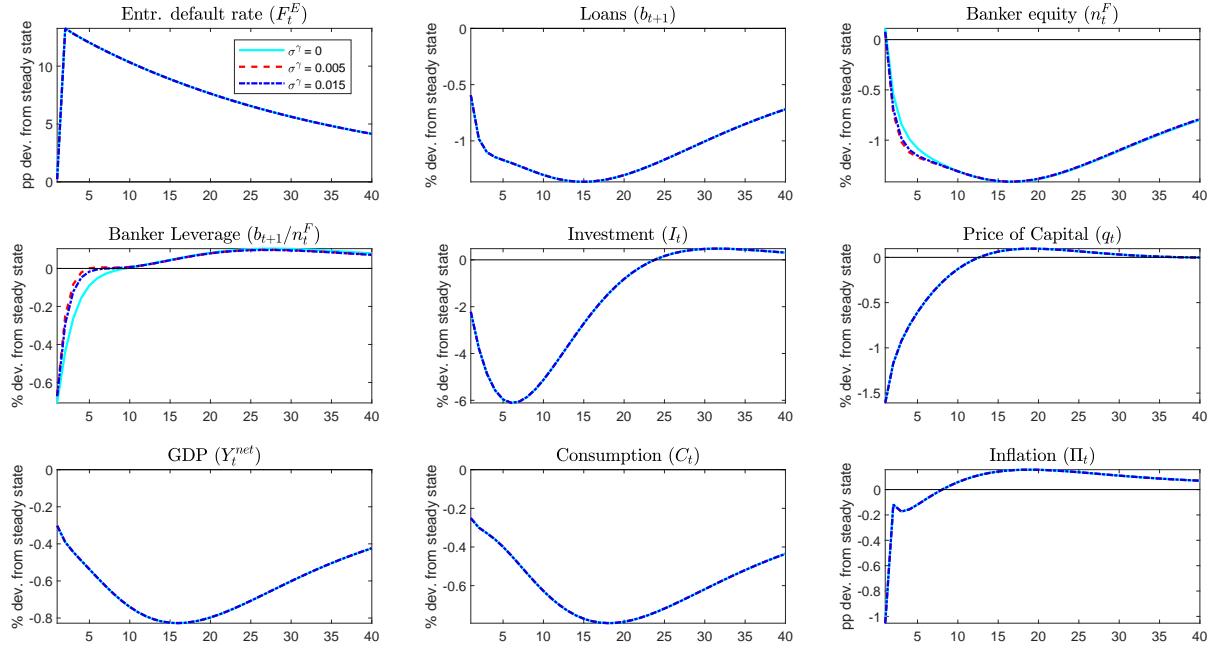 Entr. default rate (F_t^E)
pp dev. from steady state
10
5
0
σ^γ = 0
σ^γ = 0.005
σ^γ = 0.015
5 10 15 20 25 30 35 40
Loans (b_{t+1})
% dev. from steady state
0
-0.5
-1
5 10 15 20 25 30 35 40
Banker equity (n_t^F)
% dev. from steady state
0
-0.5
-1
5 10 15 20 25 30 35 40
Banker Leverage (b_{t+1}/n_t^F)
% dev. from steady state
0
-0.2
-0.4
-0.6
5 10 15 20 25 30 35 40
Investment (I_t)
% dev. from steady state
0
-2
-4
-6
5 10 15 20 25 30 35 40
Price of Capital (q_t)
% dev. from steady state
0
-0.5
-1
-1.5
5 10 15 20 25 30 35 40
GDP (Y_t^{net})
% dev. from steady state
0
-0.2
-0.4
-0.6
-0.8
5 10 15 20 25 30 35 40
Consumption (C_t)
% dev. from steady state
0
-0.2
-0.4
-0.6
5 10 15 20 25 30 35 40
Inflation (Π_t)
pp dev. from steady state
0
-0.2
-0.4
-0.6
-0.8
-1
5 10 15 20 25 30 35 40